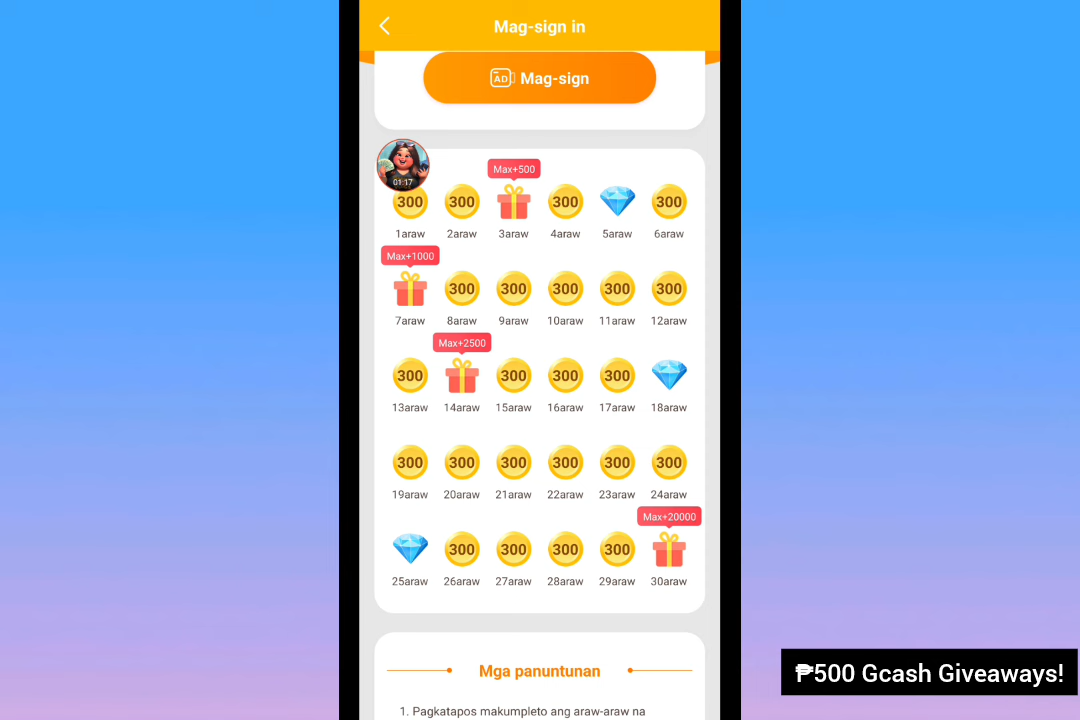 Mag-sign in
AD Mag-sign
01:17
Max+500
300 300 300 300
1araw 2araw 3araw 4araw 5araw 6araw
Max+1000
300 300 300 300 300
7araw 8araw 9araw 10araw 11araw 12araw
Max+2500
300 300 300 300
13araw 14araw 15araw 16araw 17araw 18araw
300 300 300 300 300 300
19araw 20araw 21araw 22araw 23araw 24araw
Max+20000
300 300 300 300
25araw 26araw 27araw 28araw 29araw 30araw
Mga panuntunan
1. Pagkatapos makumpleto ang araw-araw na
₱500 Gcash Giveaways!